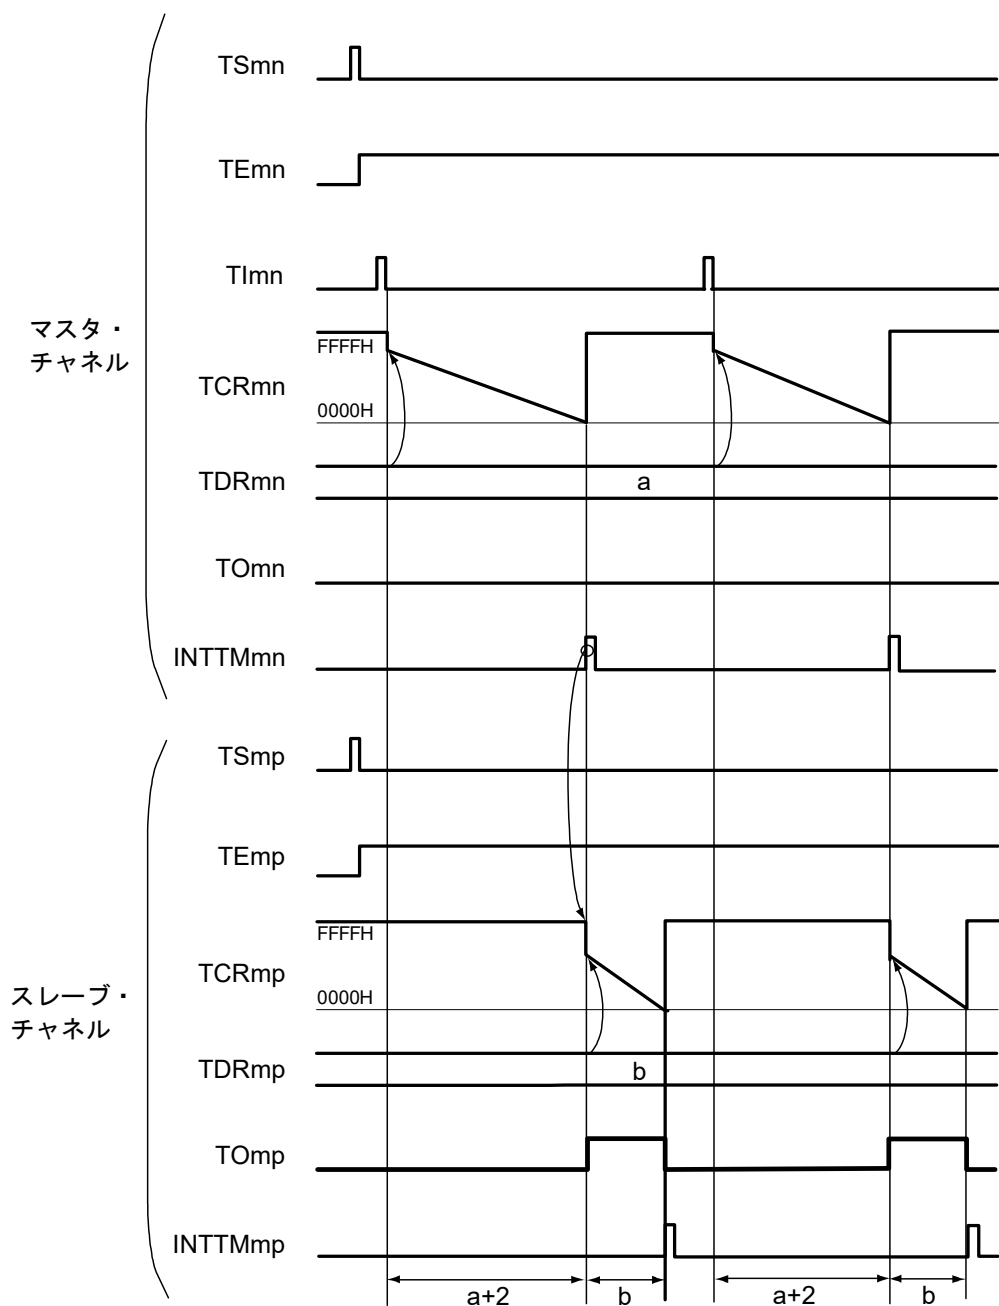 TSmn
TEmn
TImn
マスタ・
チャネル
FFFFH
TCRmn
0000H
TDRmn
a
TOmn
INTTMmn
TSmp
TEmp
FFFFH
TCRmp
0000H
スレーブ・
チャネル
TDRmp
b
TOmp
INTTMmp
a+2 b a+2 b